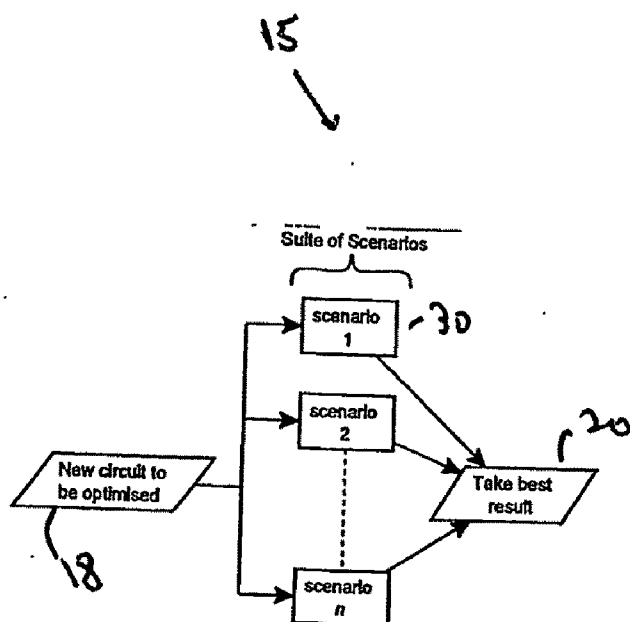 15
Suite of Scenarios
scenario
1
30
scenario
2
20
New circuit to
be optimised
Take best
result
18
scenario
n